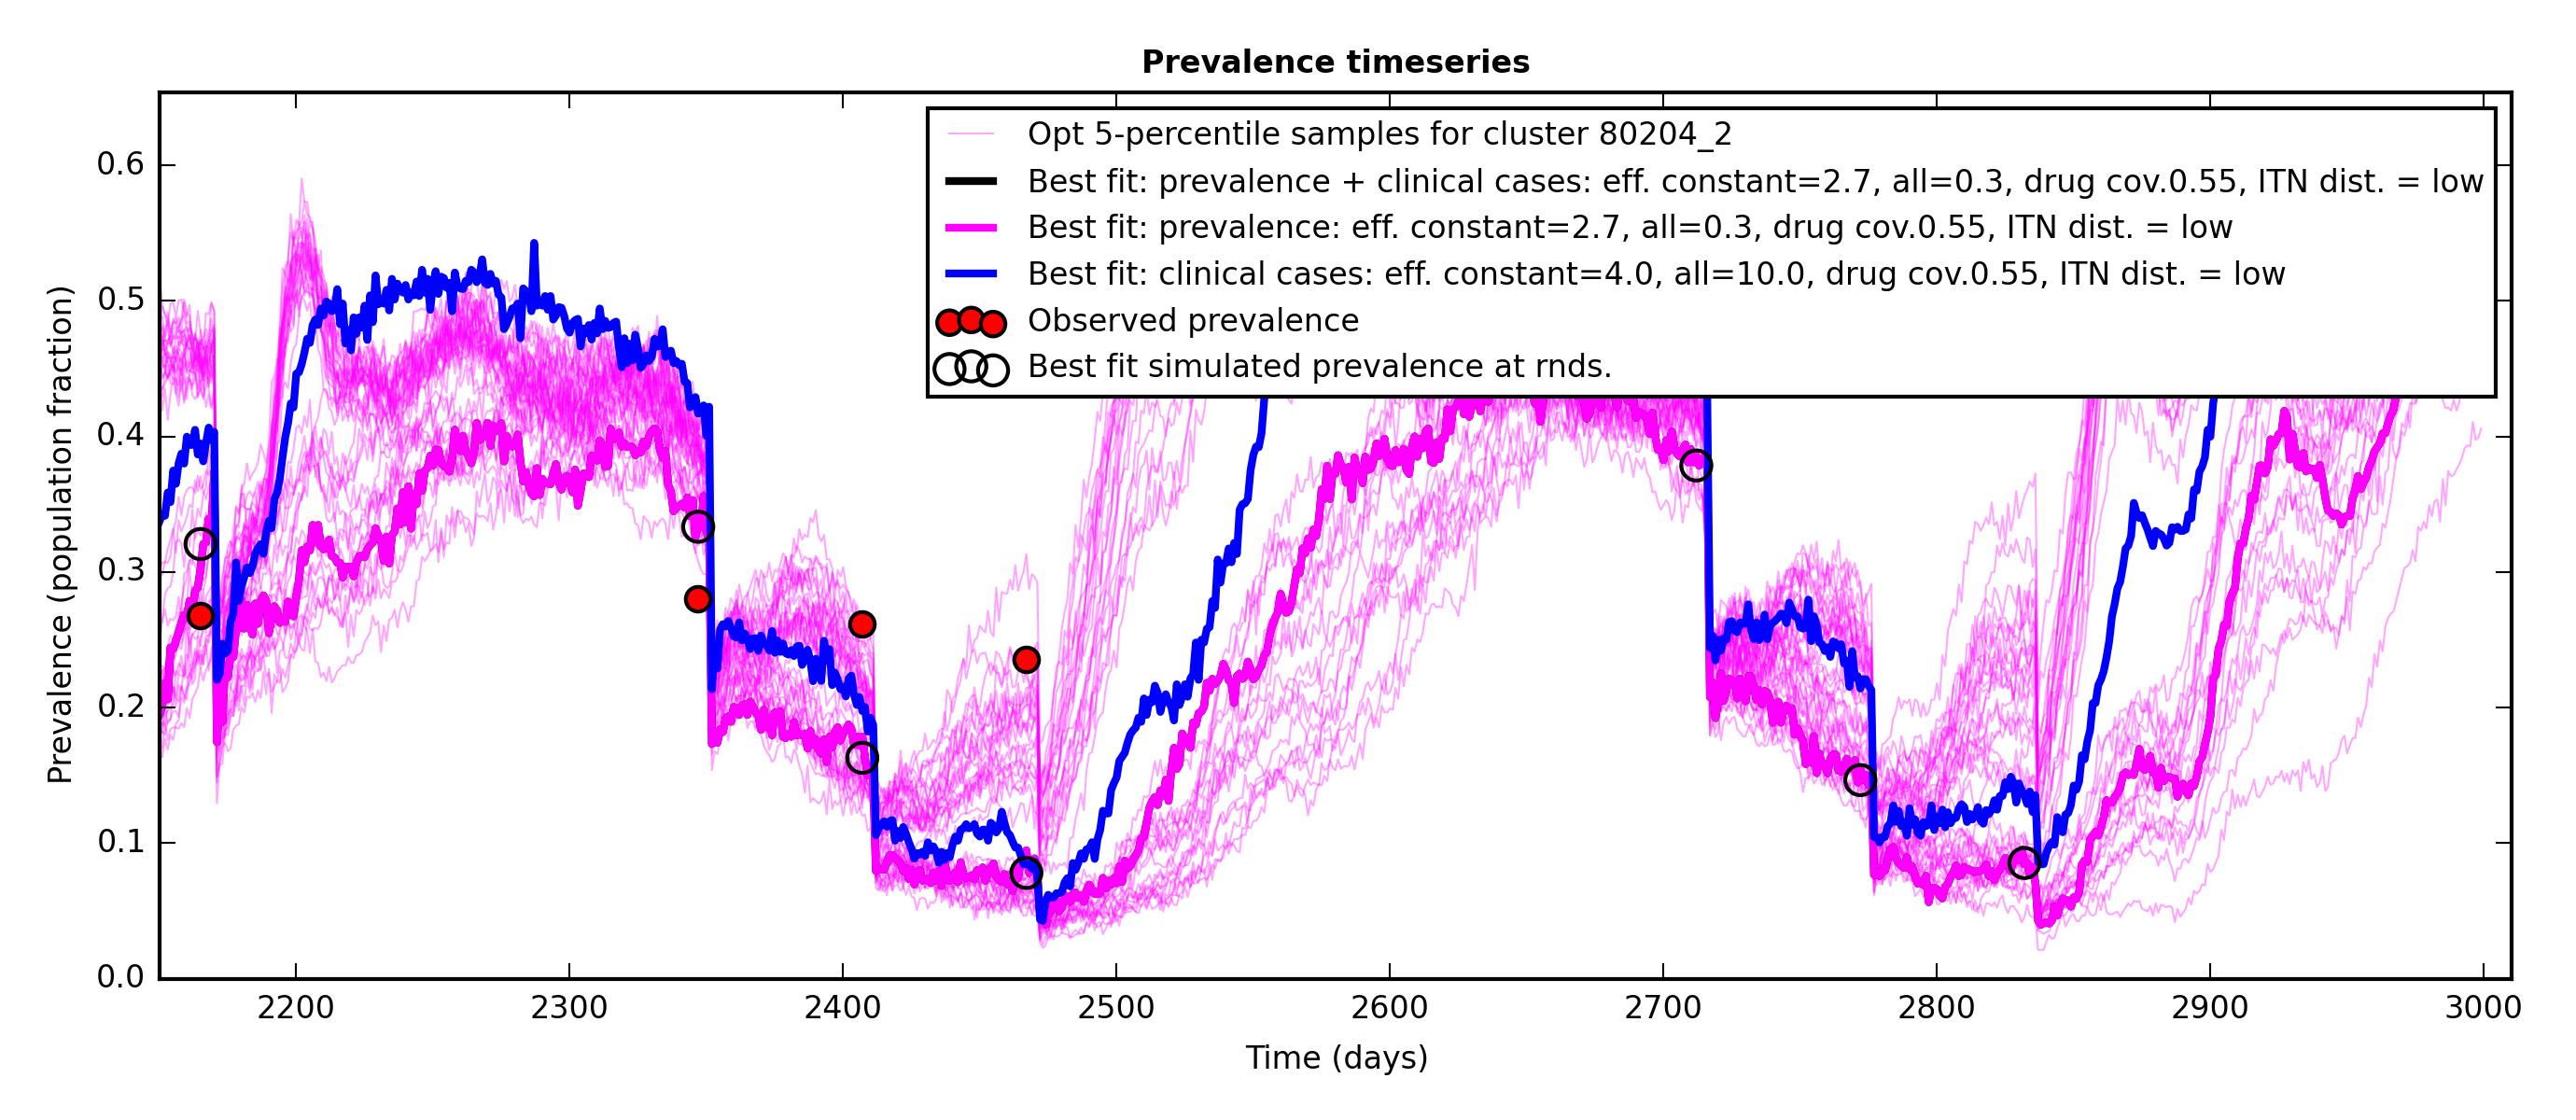 Prevalence timeseries
Opt 5-percentile samples for cluster 80204_2
Best fit: prevalence + clinical cases: eff. constant=2.7, all=0.3, drug cov.0.55, ITN dist. = low
Best fit: prevalence: eff. constant=2.7, all=0.3, drug cov.0.55, ITN dist. = low
Best fit: clinical cases: eff. constant=4.0, all=10.0, drug cov.0.55, ITN dist. = low
Observed prevalence
Best fit simulated prevalence at rnds.
Prevalence (population fraction)
0.6
0.5
0.4
0.3
0.2
0.1
0.0
2200 2300 2400 2500 2600 2700 2800 2900 3000
Time (days)